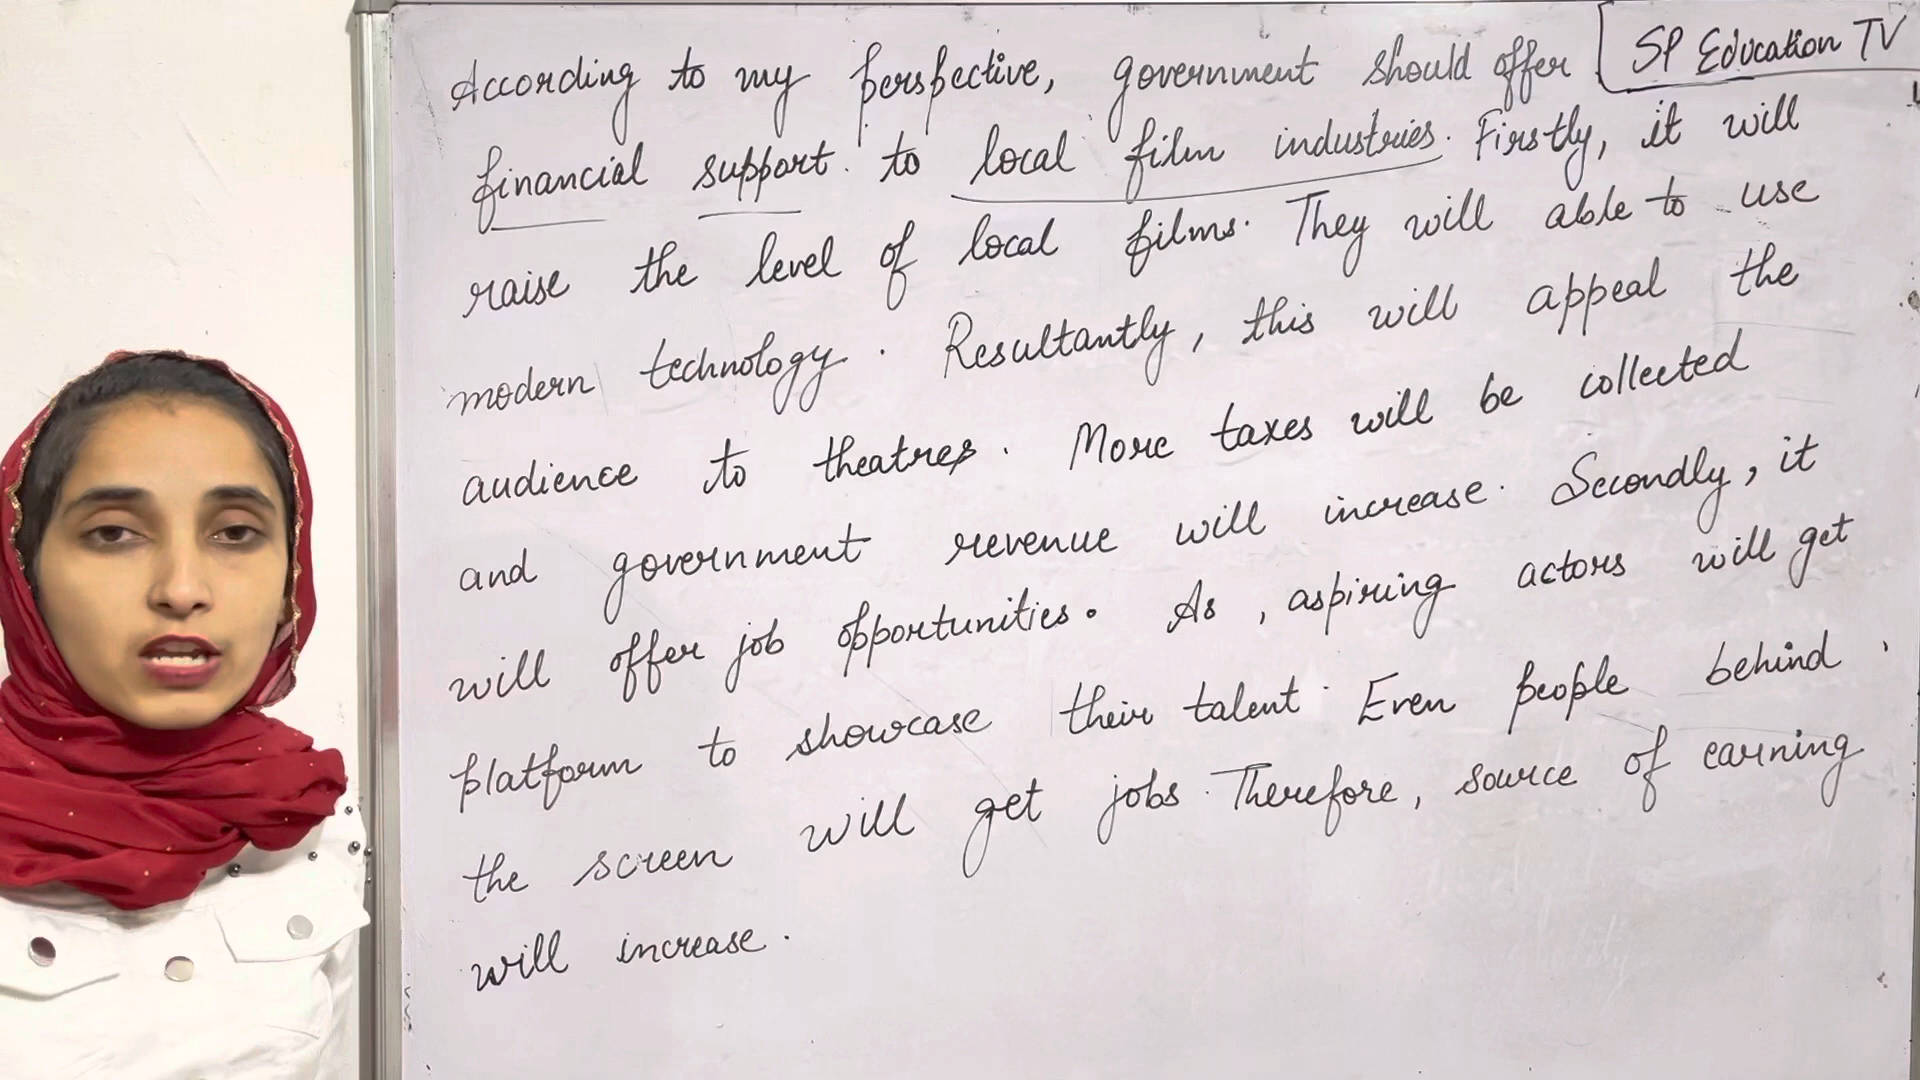 According to my perspective, government should offer
SP Education TV
financial support to local film industries. Firstly, it will
raise the level of local films. They will able to use
modern technology. Resultantly, this will appeal the
audience to theatres. More taxes will be collected
and government revenue will increase. Secondly, it
will offer job opportunities. As, aspiring actors will get
platform to showcase their talent. Even people behind
the screen will get jobs. Therefore, source of earning
will increase.